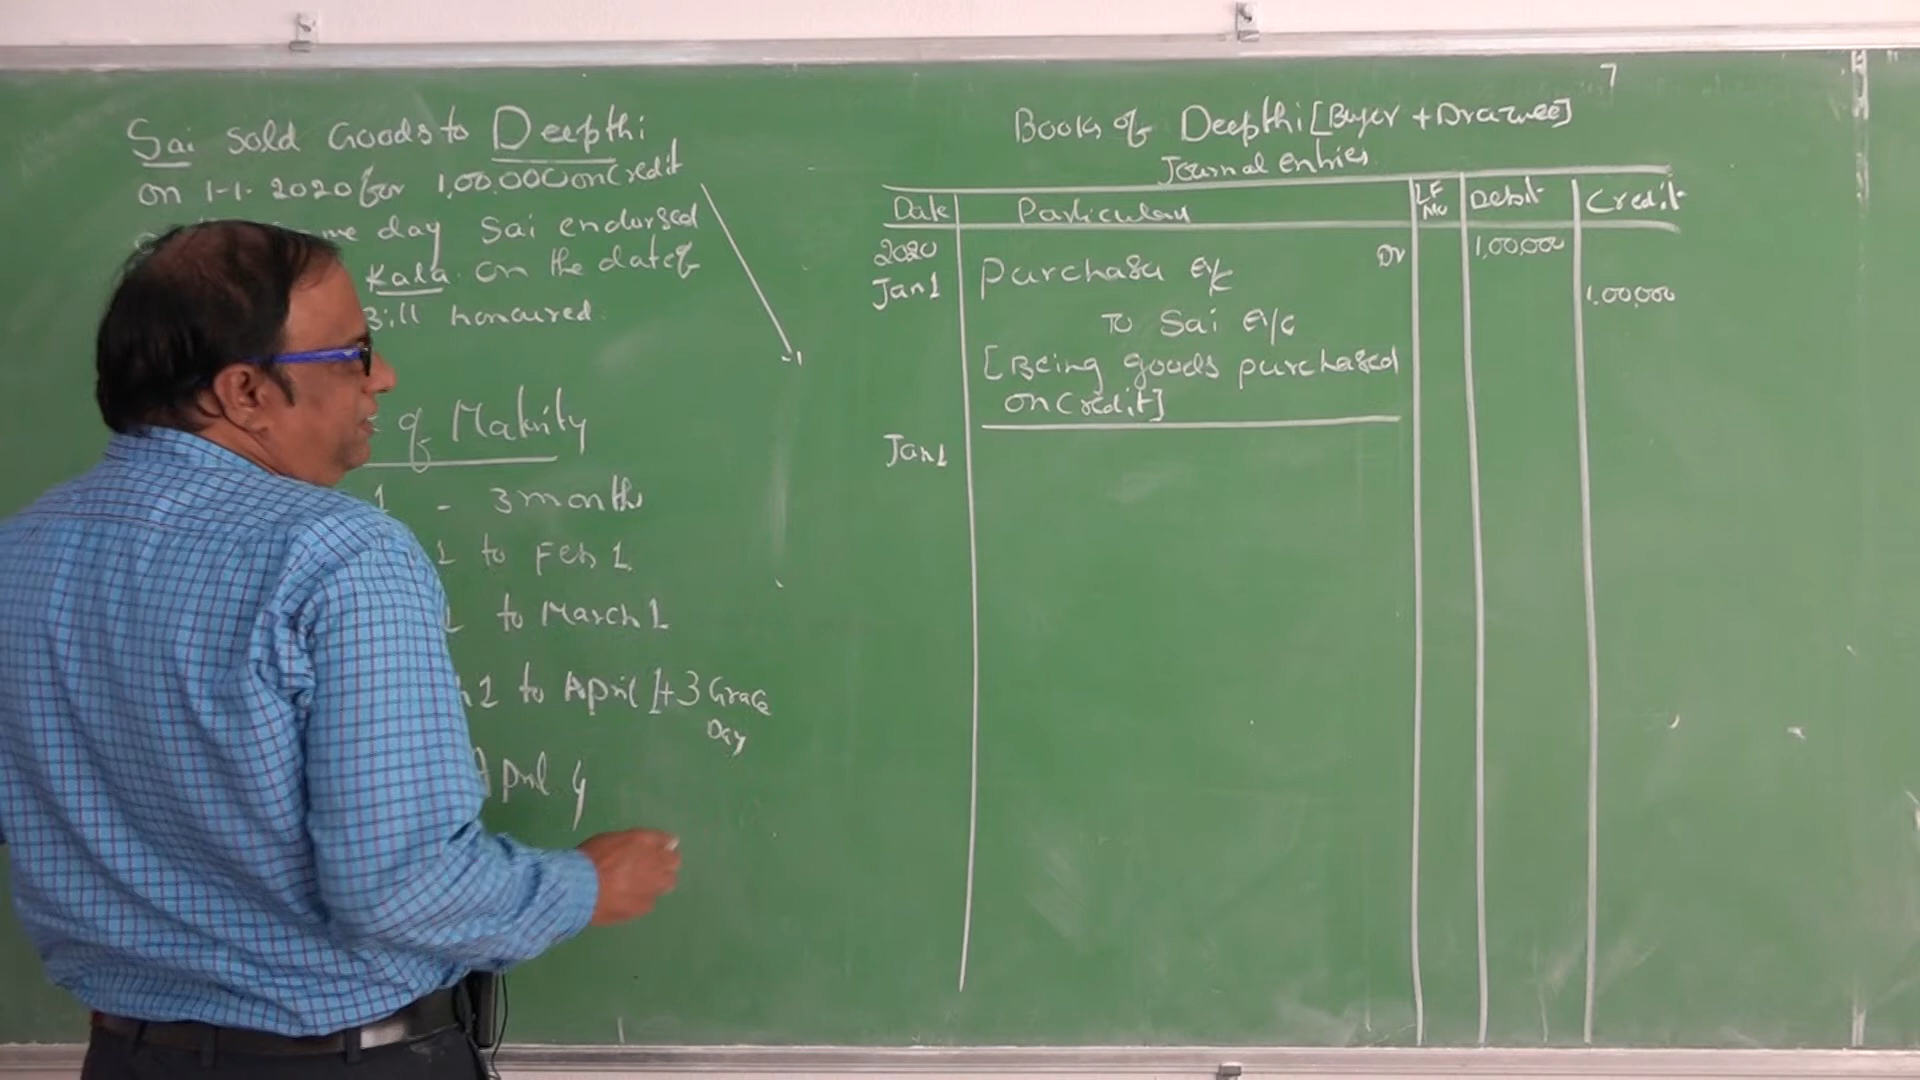 Sai sold Goods to Deepthi
on 1-1-2020 for 1,00,000 on Credit
me day Sai endorsed
Kala on the date of
Bill honoured.
of Maturity
1 - 3 months
1 to Feb 1
1 to March 1
h 1 to April 1 + 3 Grace
Day
April 4
7
Books of Deepthi [Buyer + Drawee]
Journal entries
Date Particulars LF No Debit Credit
2020 Purchases A/c Dr 1,00,000
Jan 1 To Sai A/c 1,00,000
[Being goods purchased
on Credit]
Jan 1